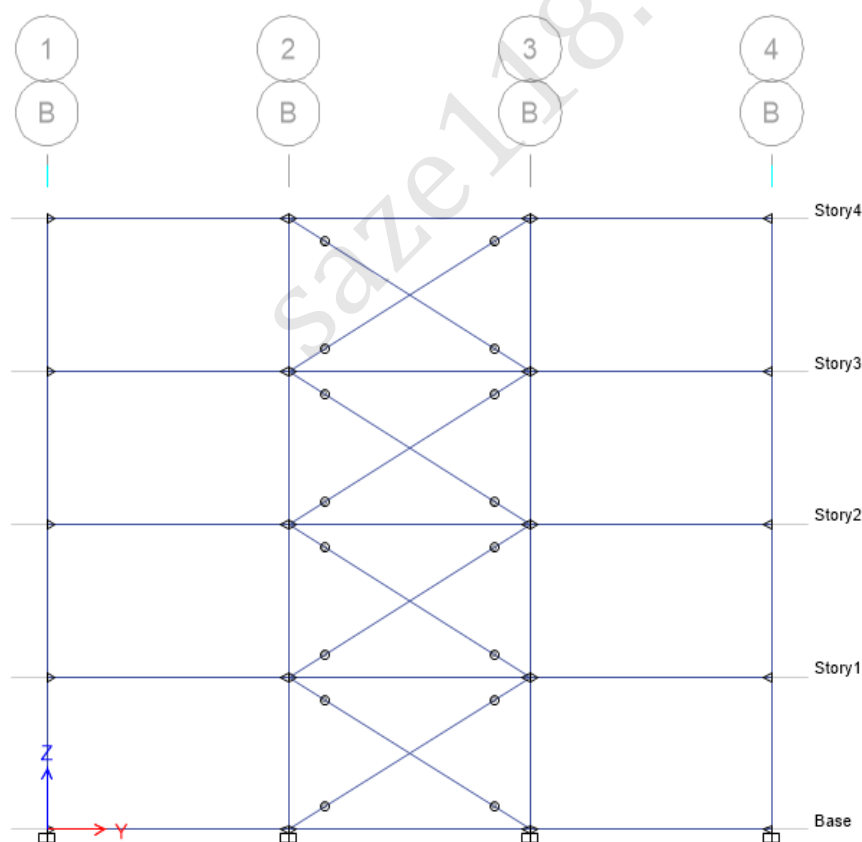 1 2 3 4
B B B B
saze118.
Story4
Story3
Story2
Story1
Z
Y
Base